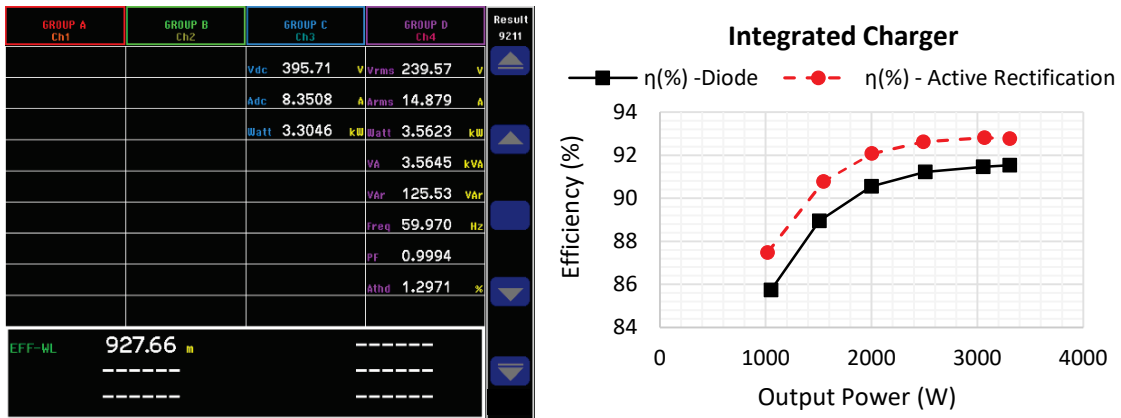 GROUP A GROUP B GROUP C GROUP D Result
Ch1 Ch2 Ch3 Ch4 9211
Vdc 395.71 V Vrms 239.57 V
Adc 8.3508 A Arms 14.879 A
Watt 3.3046 kW Watt 3.5623 kW
VA 3.5645 kVA
VAr 125.53 VAr
Freq 59.970 Hz
PF 0.9994
Athd 1.2971 %
EFF-WL 927.66 m ------
------ ------
------ ------
Integrated Charger
η(%) -Diode η(%) - Active Rectification
94
92
90
88
86
84
0 1000 2000 3000 4000
Efficiency (%)
Output Power (W)